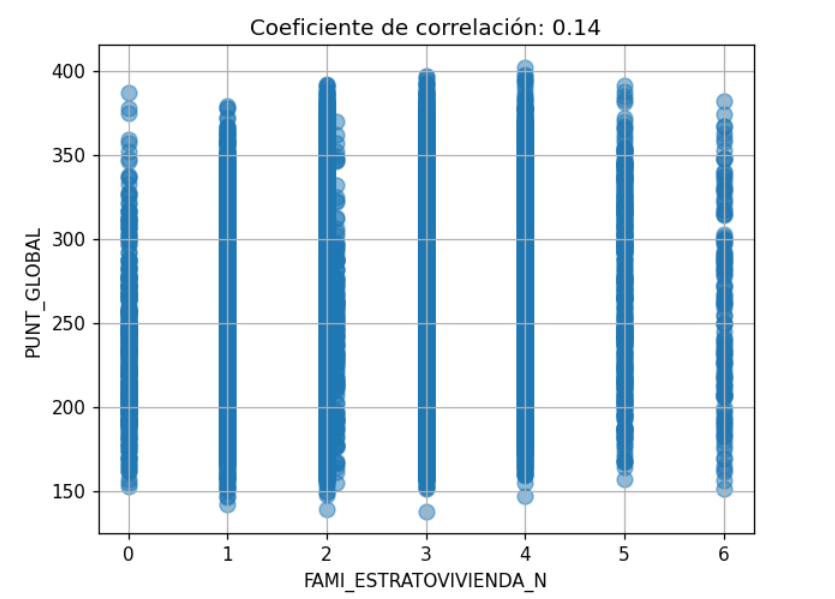 Coeficiente de correlación: 0.14
PUNT_GLOBAL
400
350
300
250
200
150
0 1 2 3 4 5 6
FAMI_ESTRATOVIVIENDA_N